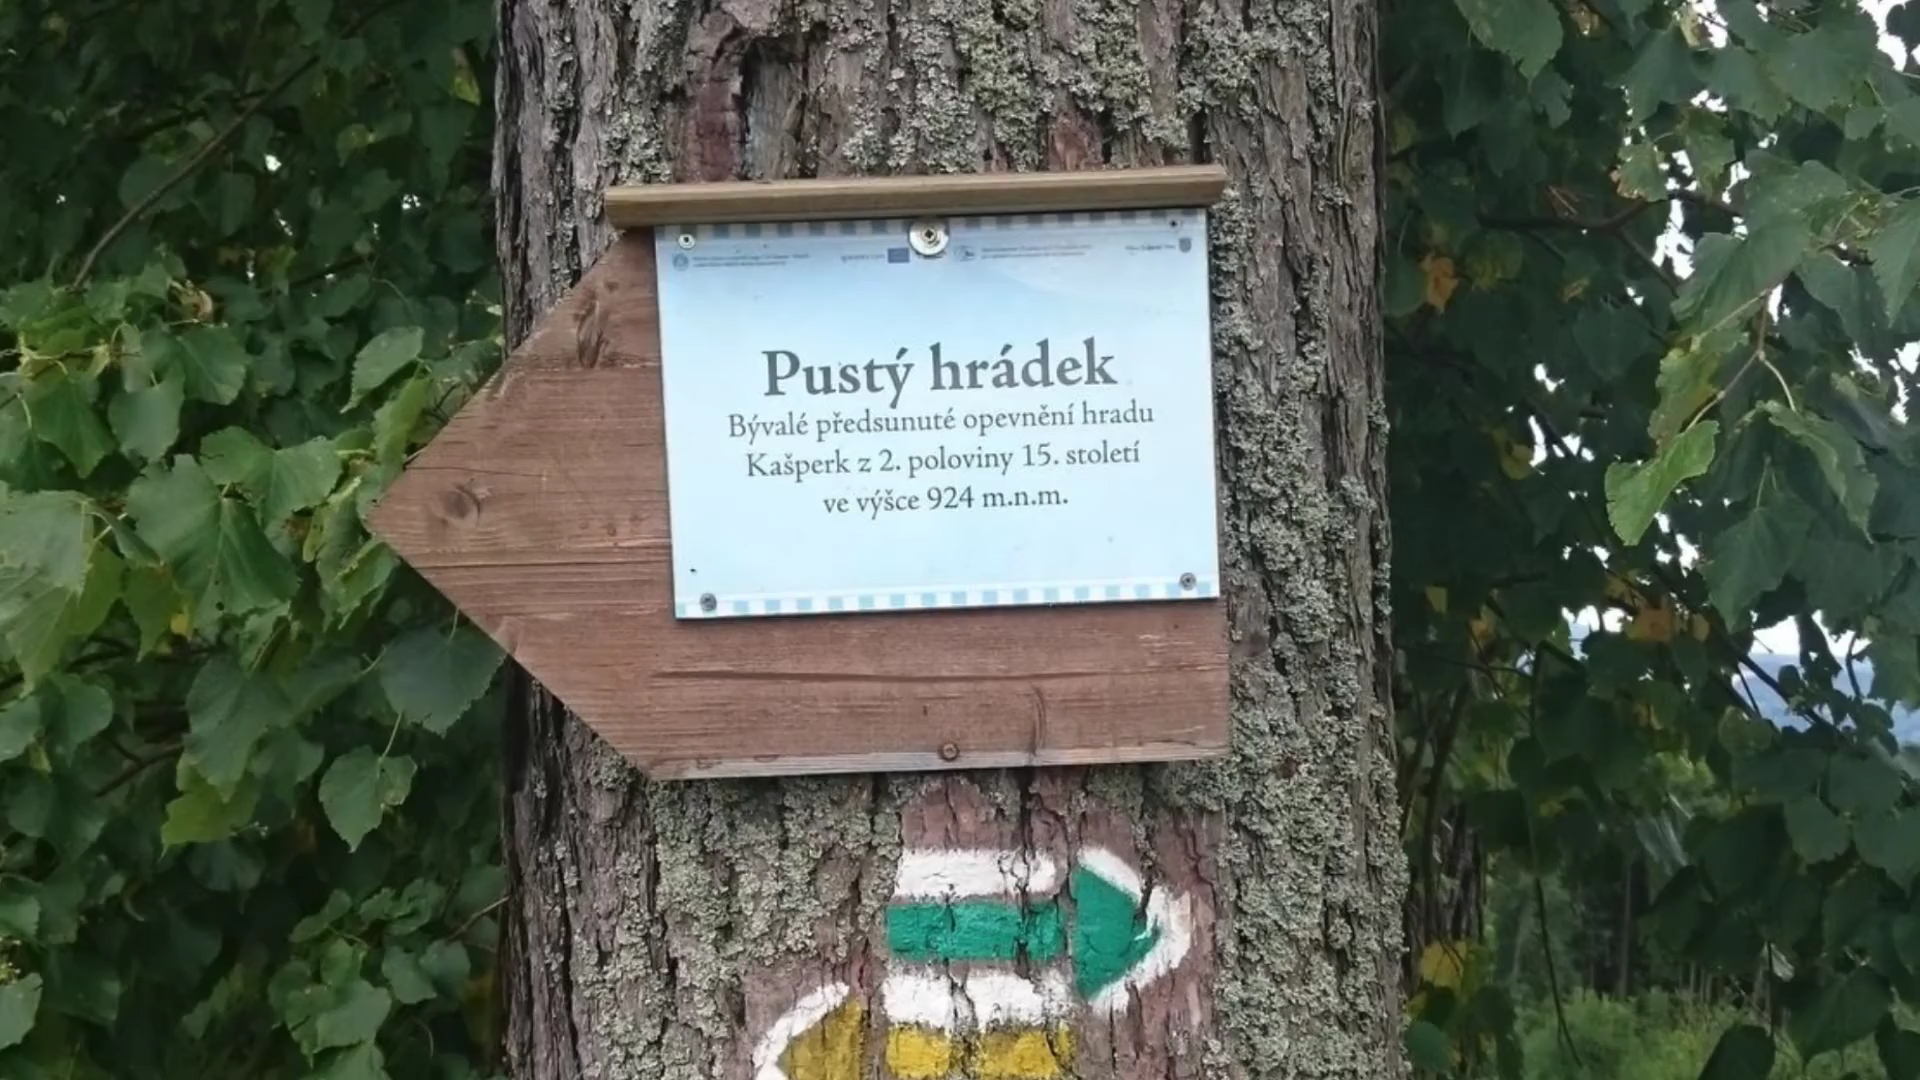 Pustý hrádek
Bývalé předsunuté opevnění hradu
Kašperk z 2. poloviny 15. století
ve výšce 924 m.n.m.